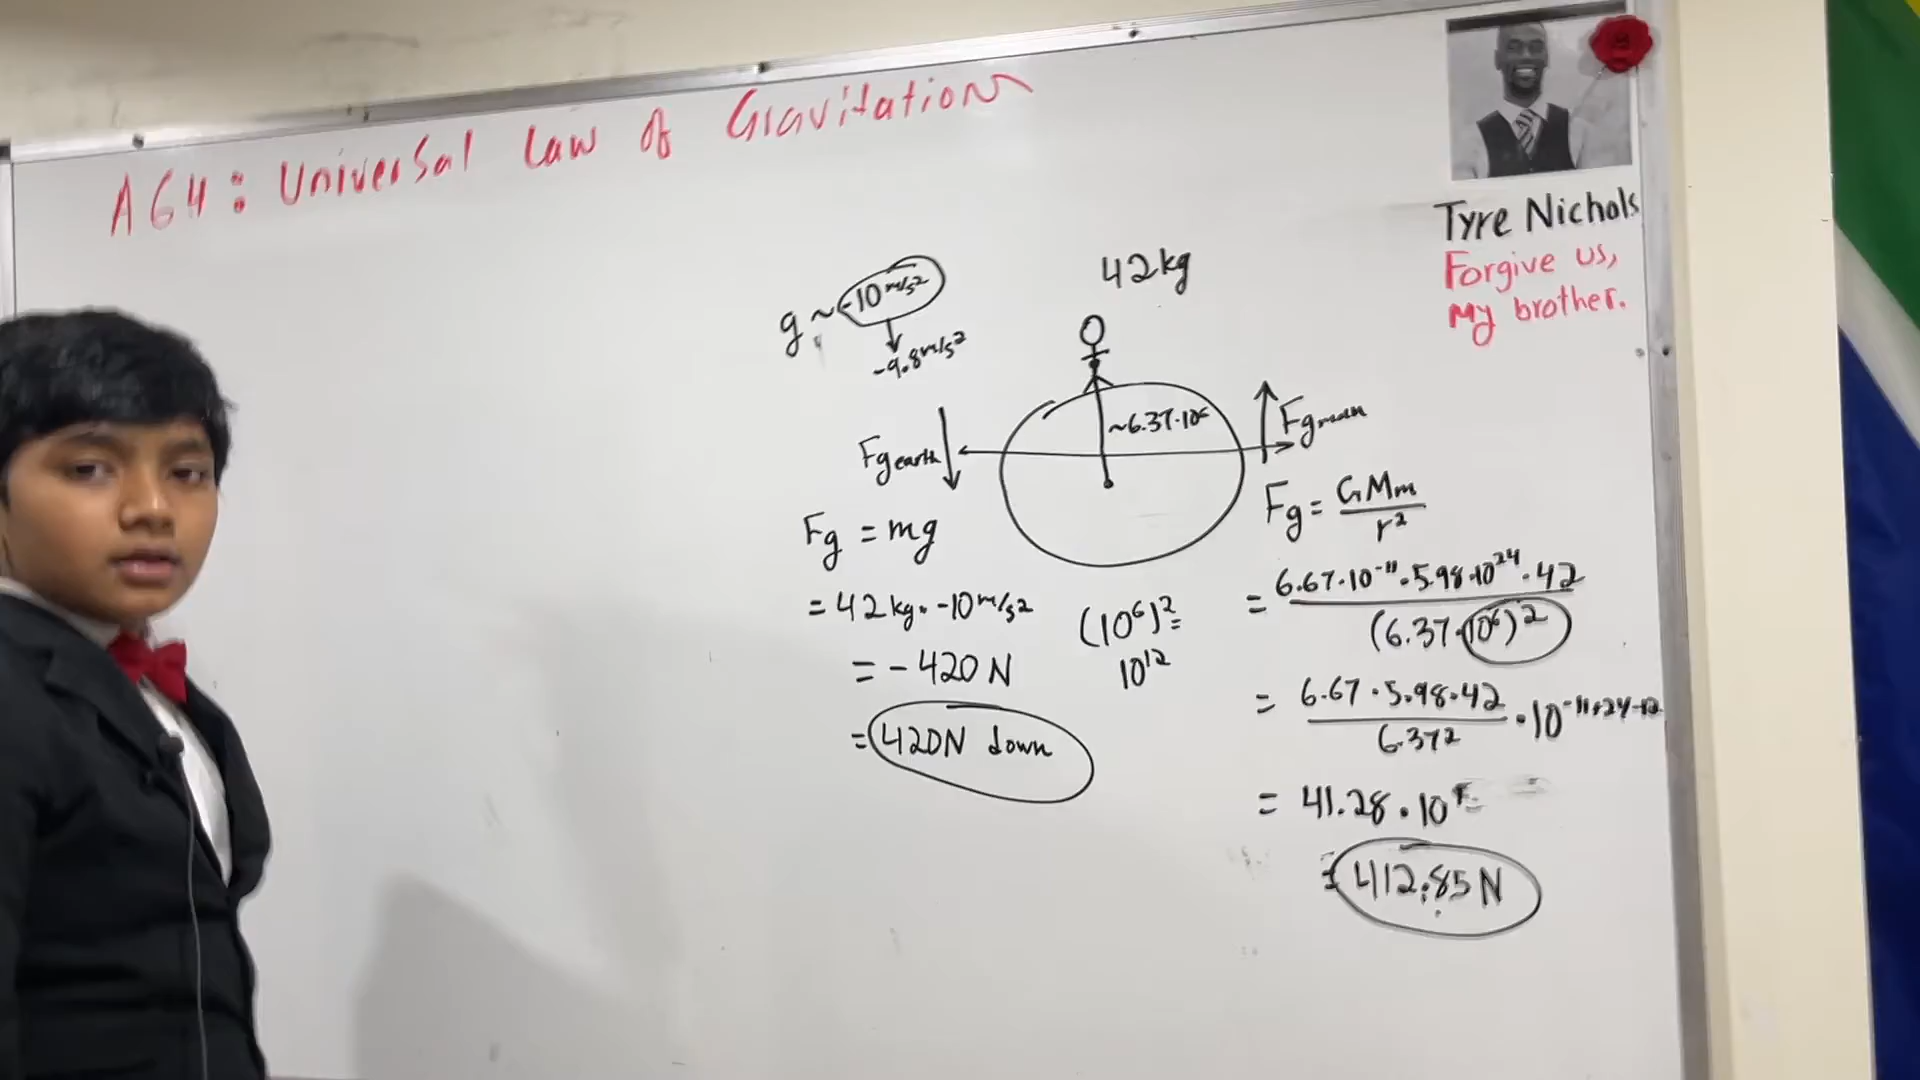 A64: Universal Law of Gravitation
Tyre Nichols
Forgive us,
My brother.
g ~ -10 m/s²
-9.8 m/s²
42kg
~6.37·10⁶
Fg earth
Fg man
Fg = mg
= 42kg · -10 m/s²
= -420 N
= 420N down
(10⁶)² =
10¹²
Fg = GMm / r²
= 6.67·10⁻¹¹·5.98·10²⁴·42 / (6.37·10⁶)²
= 6.67·5.98·42 / 6.37² · 10⁻¹¹⁺²⁴⁻¹²
= 41.28·10
= 412.85 N